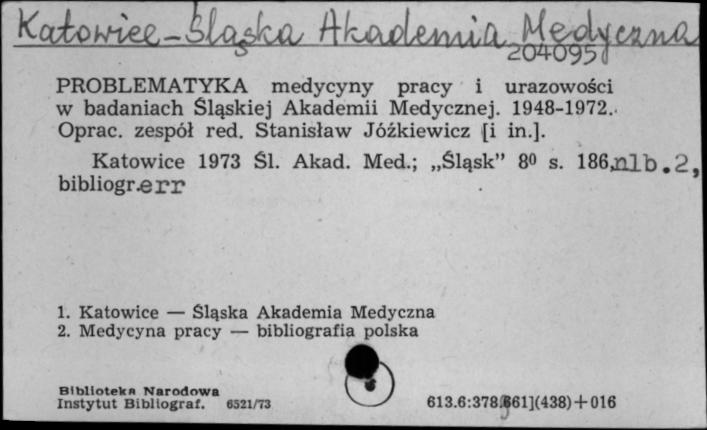 Katowice – Śląska Akademia Medyczna
204095
PROBLEMATYKA medycyny pracy i urazowości
w badaniach Śląskiej Akademii Medycznej. 1948-1972.
Oprac. zespół red. Stanisław Józkiewicz [i in.].
Katowice 1973 Śl. Akad. Med.; „Śląsk” 8⁰ s. 186, nlb. 2,
bibliogr. err
1. Katowice — Śląska Akademia Medyczna
2. Medycyna pracy — bibliografia polska
Biblioteka Narodowa
Instytut Bibliograf. 6521/73
613.6:378.661](438)+016